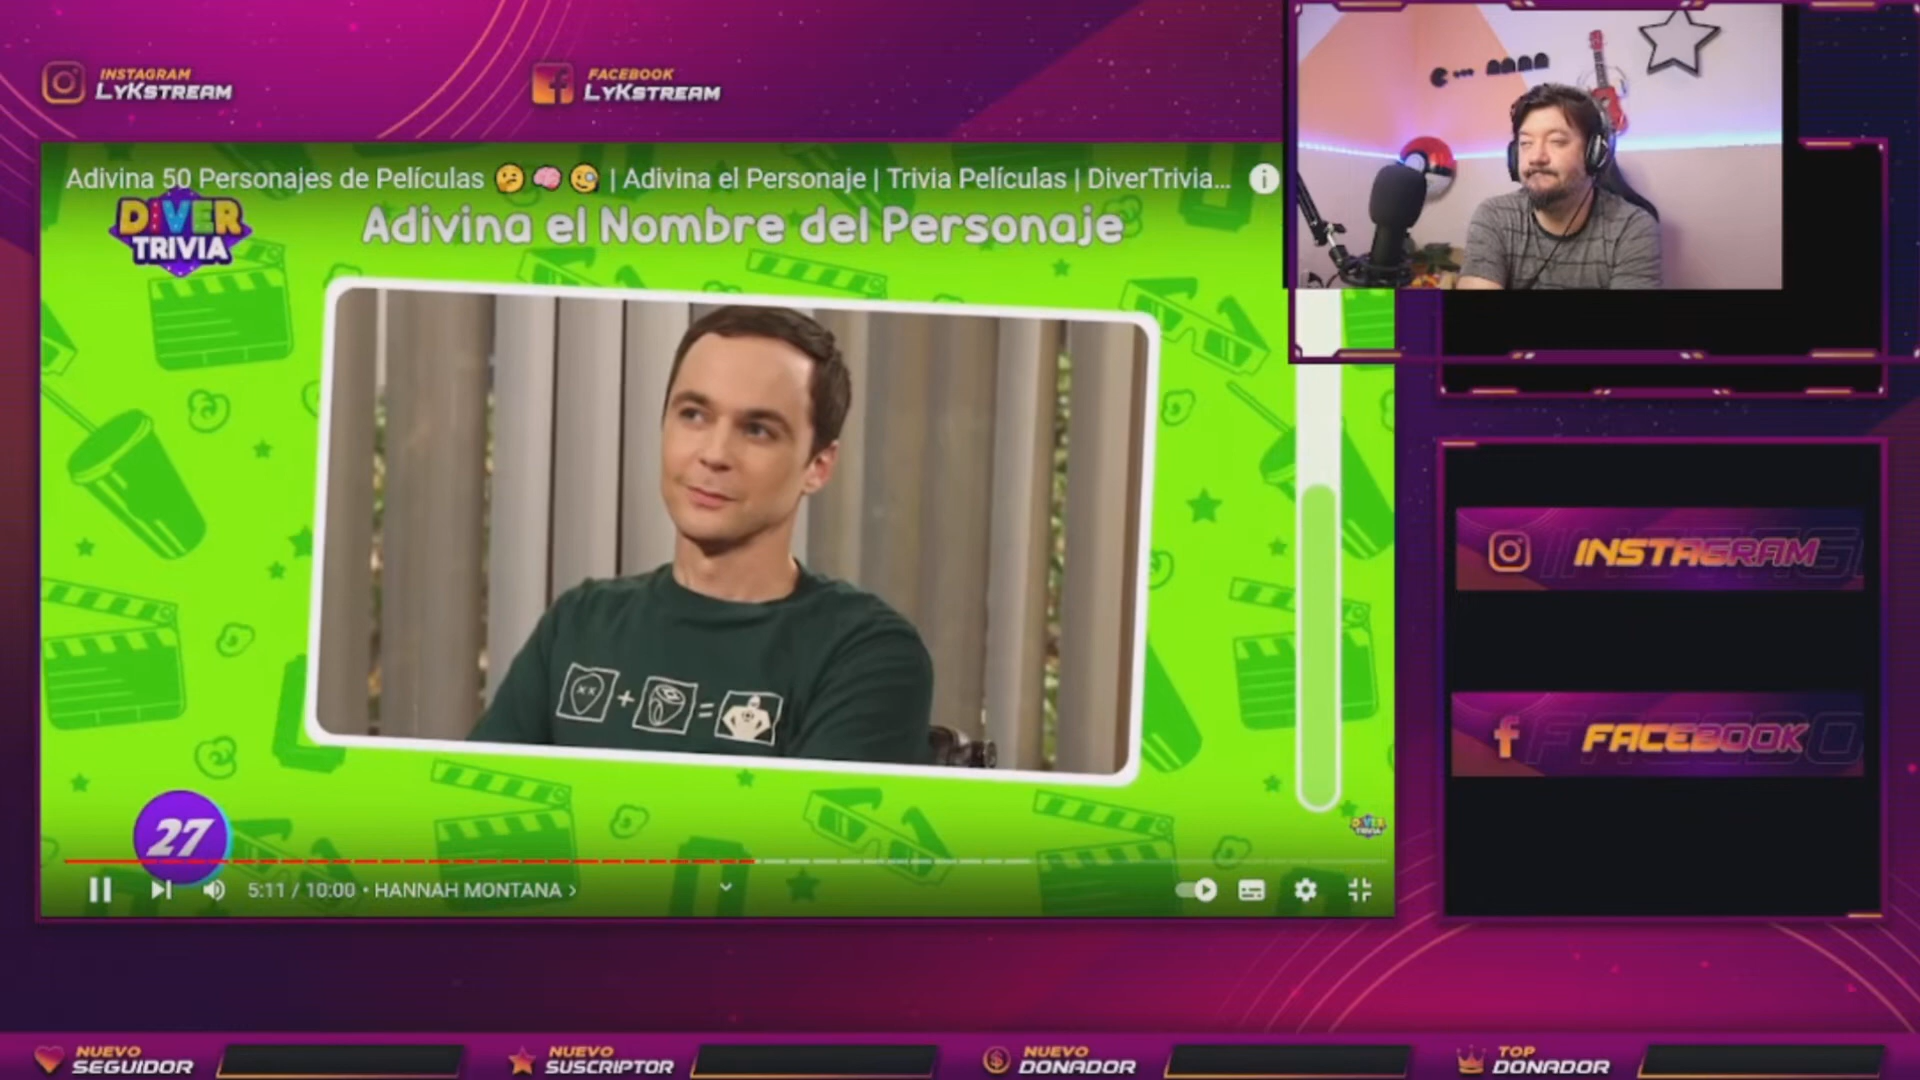 INSTAGRAM
LYKSTREAM
FACEBOOK
LYKSTREAM
Adivina 50 Personajes de Películas 🤔🧠🧐 | Adivina el Personaje | Trivia Películas | DiverTrivia...
DIVER
TRIVIA
Adivina el Nombre del Personaje
27
DIVER
TRIVIA
5:11 / 10:00 • HANNAH MONTANA >
INSTAGRAM
FACEBOOK
NUEVO
SEGUIDOR
NUEVO
SUSCRIPTOR
NUEVO
DONADOR
TOP
DONADOR